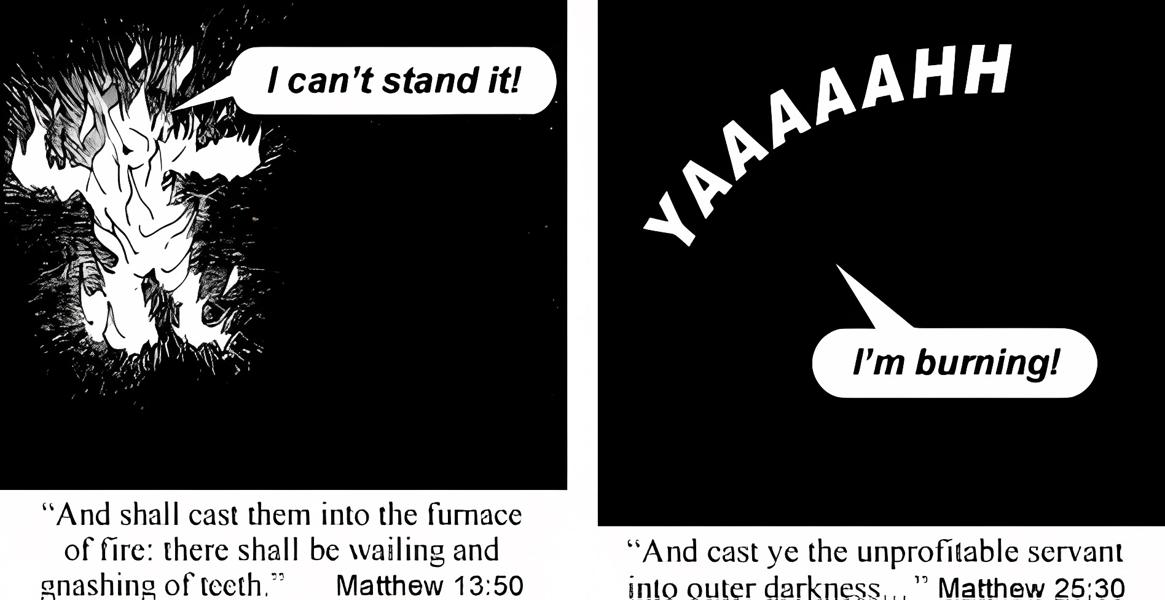 I can't stand it!
“And shall cast them into the furnace
of fire: there shall be wailing and
gnashing of teeth.” Matthew 13:50
YAAAAAHH
I'm burning!
“And cast ye the unprofitable servant
into outer darkness...” Matthew 25:30